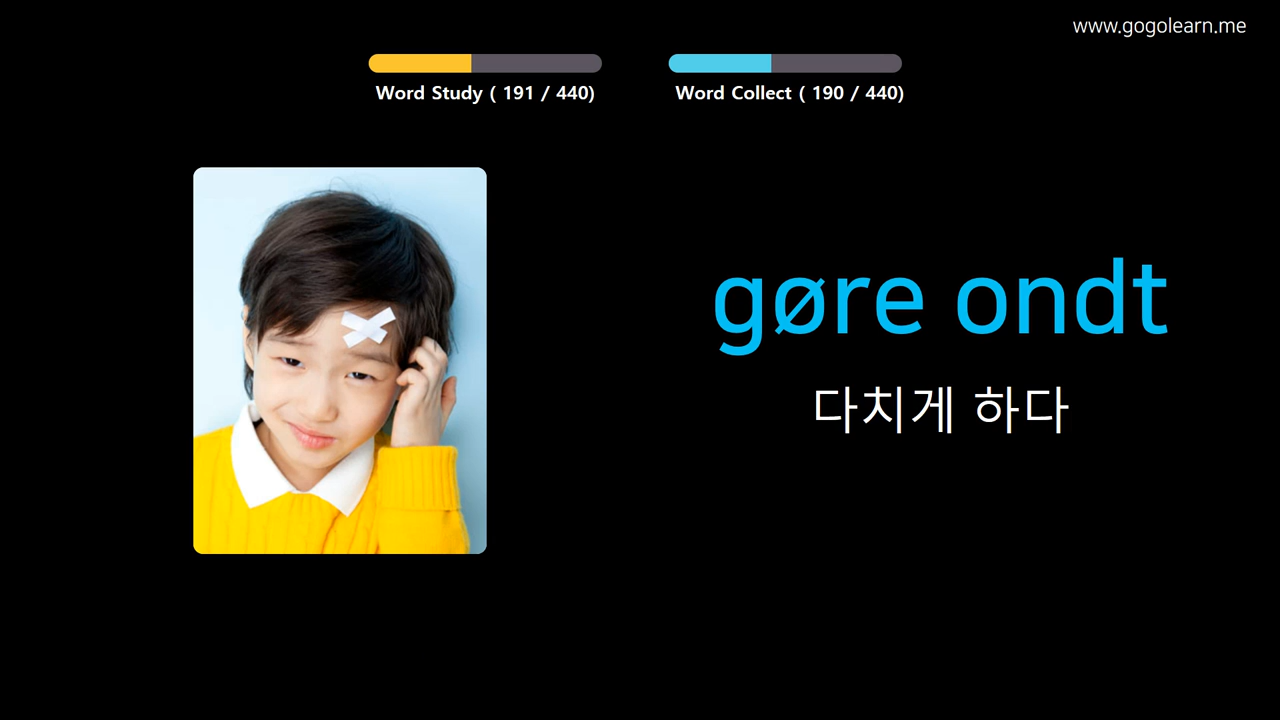 www.gogolearn.me
Word Study ( 191 / 440)
Word Collect ( 190 / 440)
gøre ondt
다치게 하다